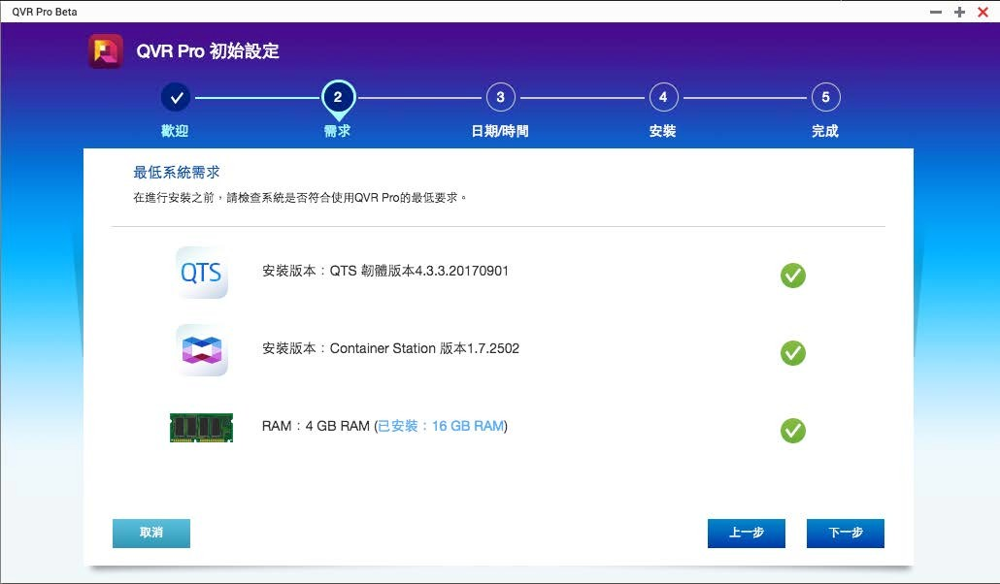 QVR Pro Beta
QVR Pro 初始設定
2
3
4
5
歡迎
需求
日期/時間
安裝
完成
最低系統需求
在進行安裝之前，請檢查系統是否符合使用QVR Pro的最低要求。
QTS
安裝版本：QTS 韌體版本4.3.3.20170901
安裝版本：Container Station 版本1.7.2502
RAM：4 GB RAM (已安裝：16 GB RAM)
取消
上一步
下一步